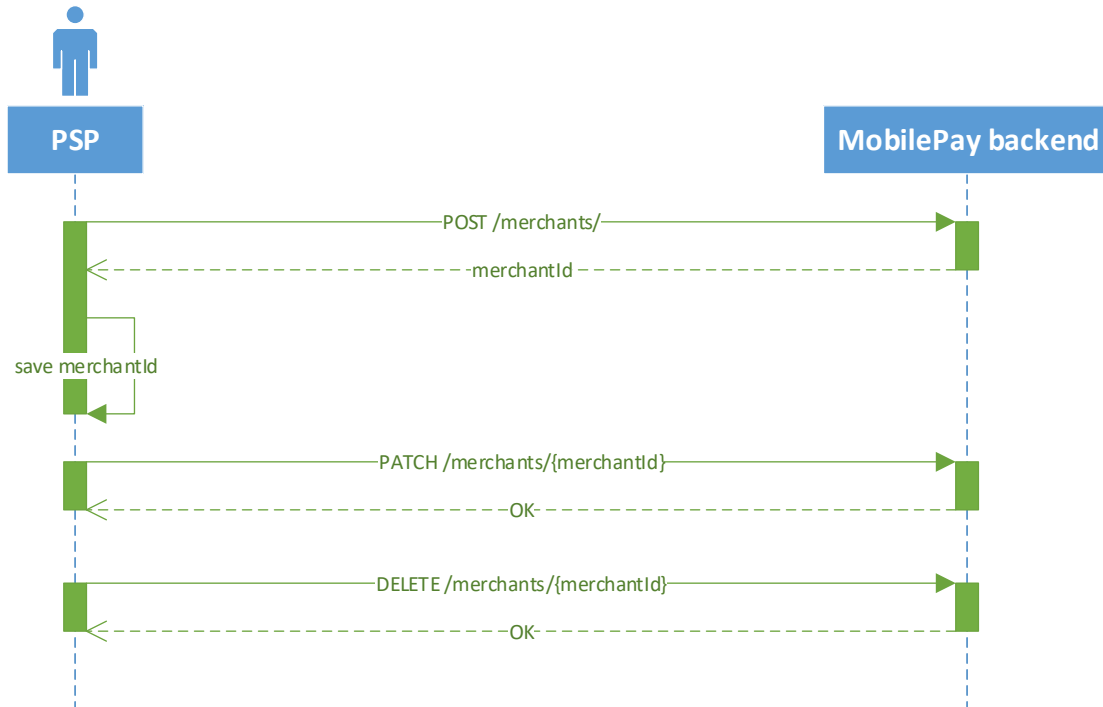 PSP
MobilePay backend
POST /merchants/
merchantId
save merchantId
PATCH /merchants/{merchantId}
OK
DELETE /merchants/{merchantId}
OK